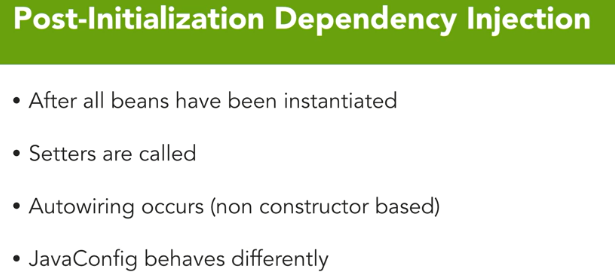 Post-Initialization Dependency Injection
• After all beans have been instantiated
• Setters are called
• Autowiring occurs (non constructor based)
• JavaConfig behaves differently